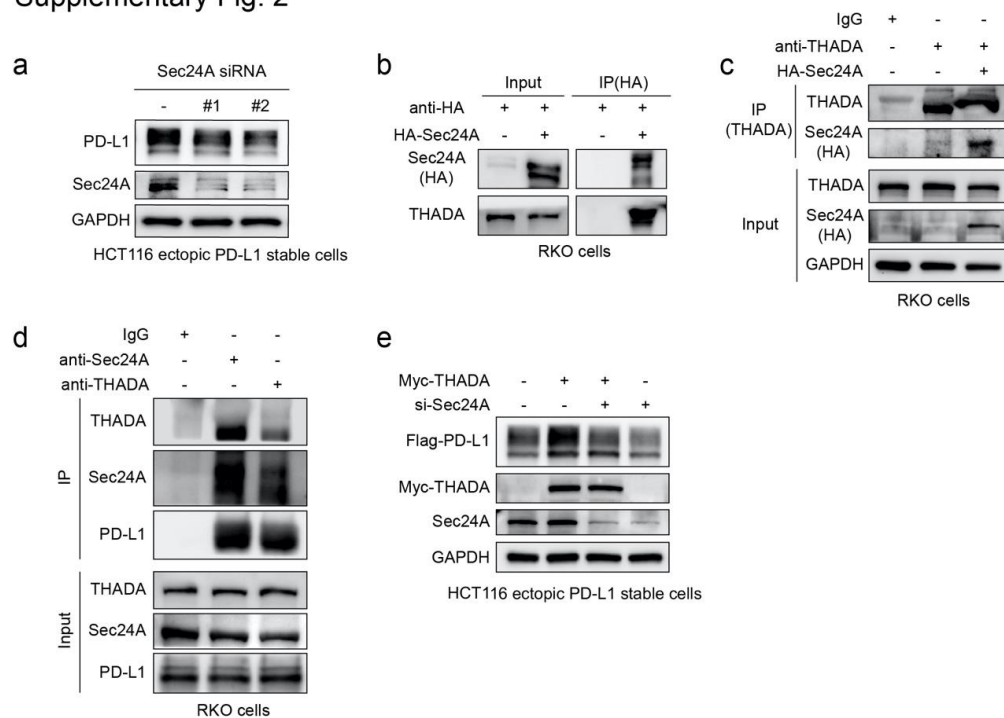 Supplementary Fig. 2
a
Sec24A siRNA
- #1 #2
PD-L1
Sec24A
GAPDH
HCT116 ectopic PD-L1 stable cells
b
Input IP(HA)
anti-HA + + + +
HA-Sec24A - + - +
Sec24A
(HA)
THADA
RKO cells
c
IgG + - -
anti-THADA - + +
HA-Sec24A - - +
IP
(THADA)
THADA
Sec24A
(HA)
Input
THADA
Sec24A
(HA)
GAPDH
RKO cells
d
IgG + - -
anti-Sec24A - + -
anti-THADA - - +
IP
THADA
Sec24A
PD-L1
Input
THADA
Sec24A
PD-L1
RKO cells
e
Myc-THADA - + + -
si-Sec24A - - + +
Flag-PD-L1
Myc-THADA
Sec24A
GAPDH
HCT116 ectopic PD-L1 stable cells